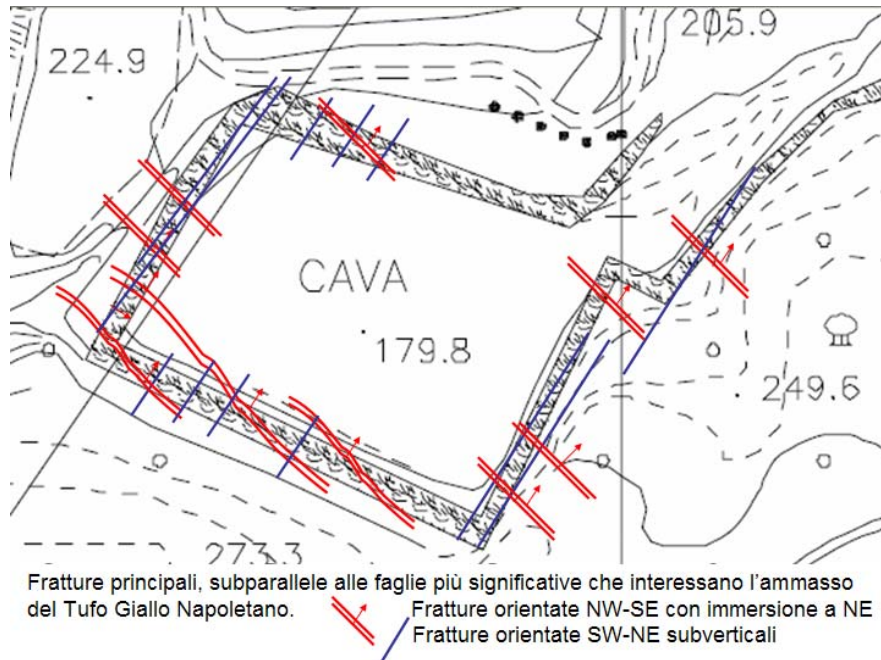 205.9
224.9
CAVA
179.8
249.6
273.3
Fratture principali, subparallele alle faglie più significative che interessano l'ammasso
del Tufo Giallo Napoletano.
Fratture orientate NW-SE con immersione a NE
Fratture orientate SW-NE subverticali